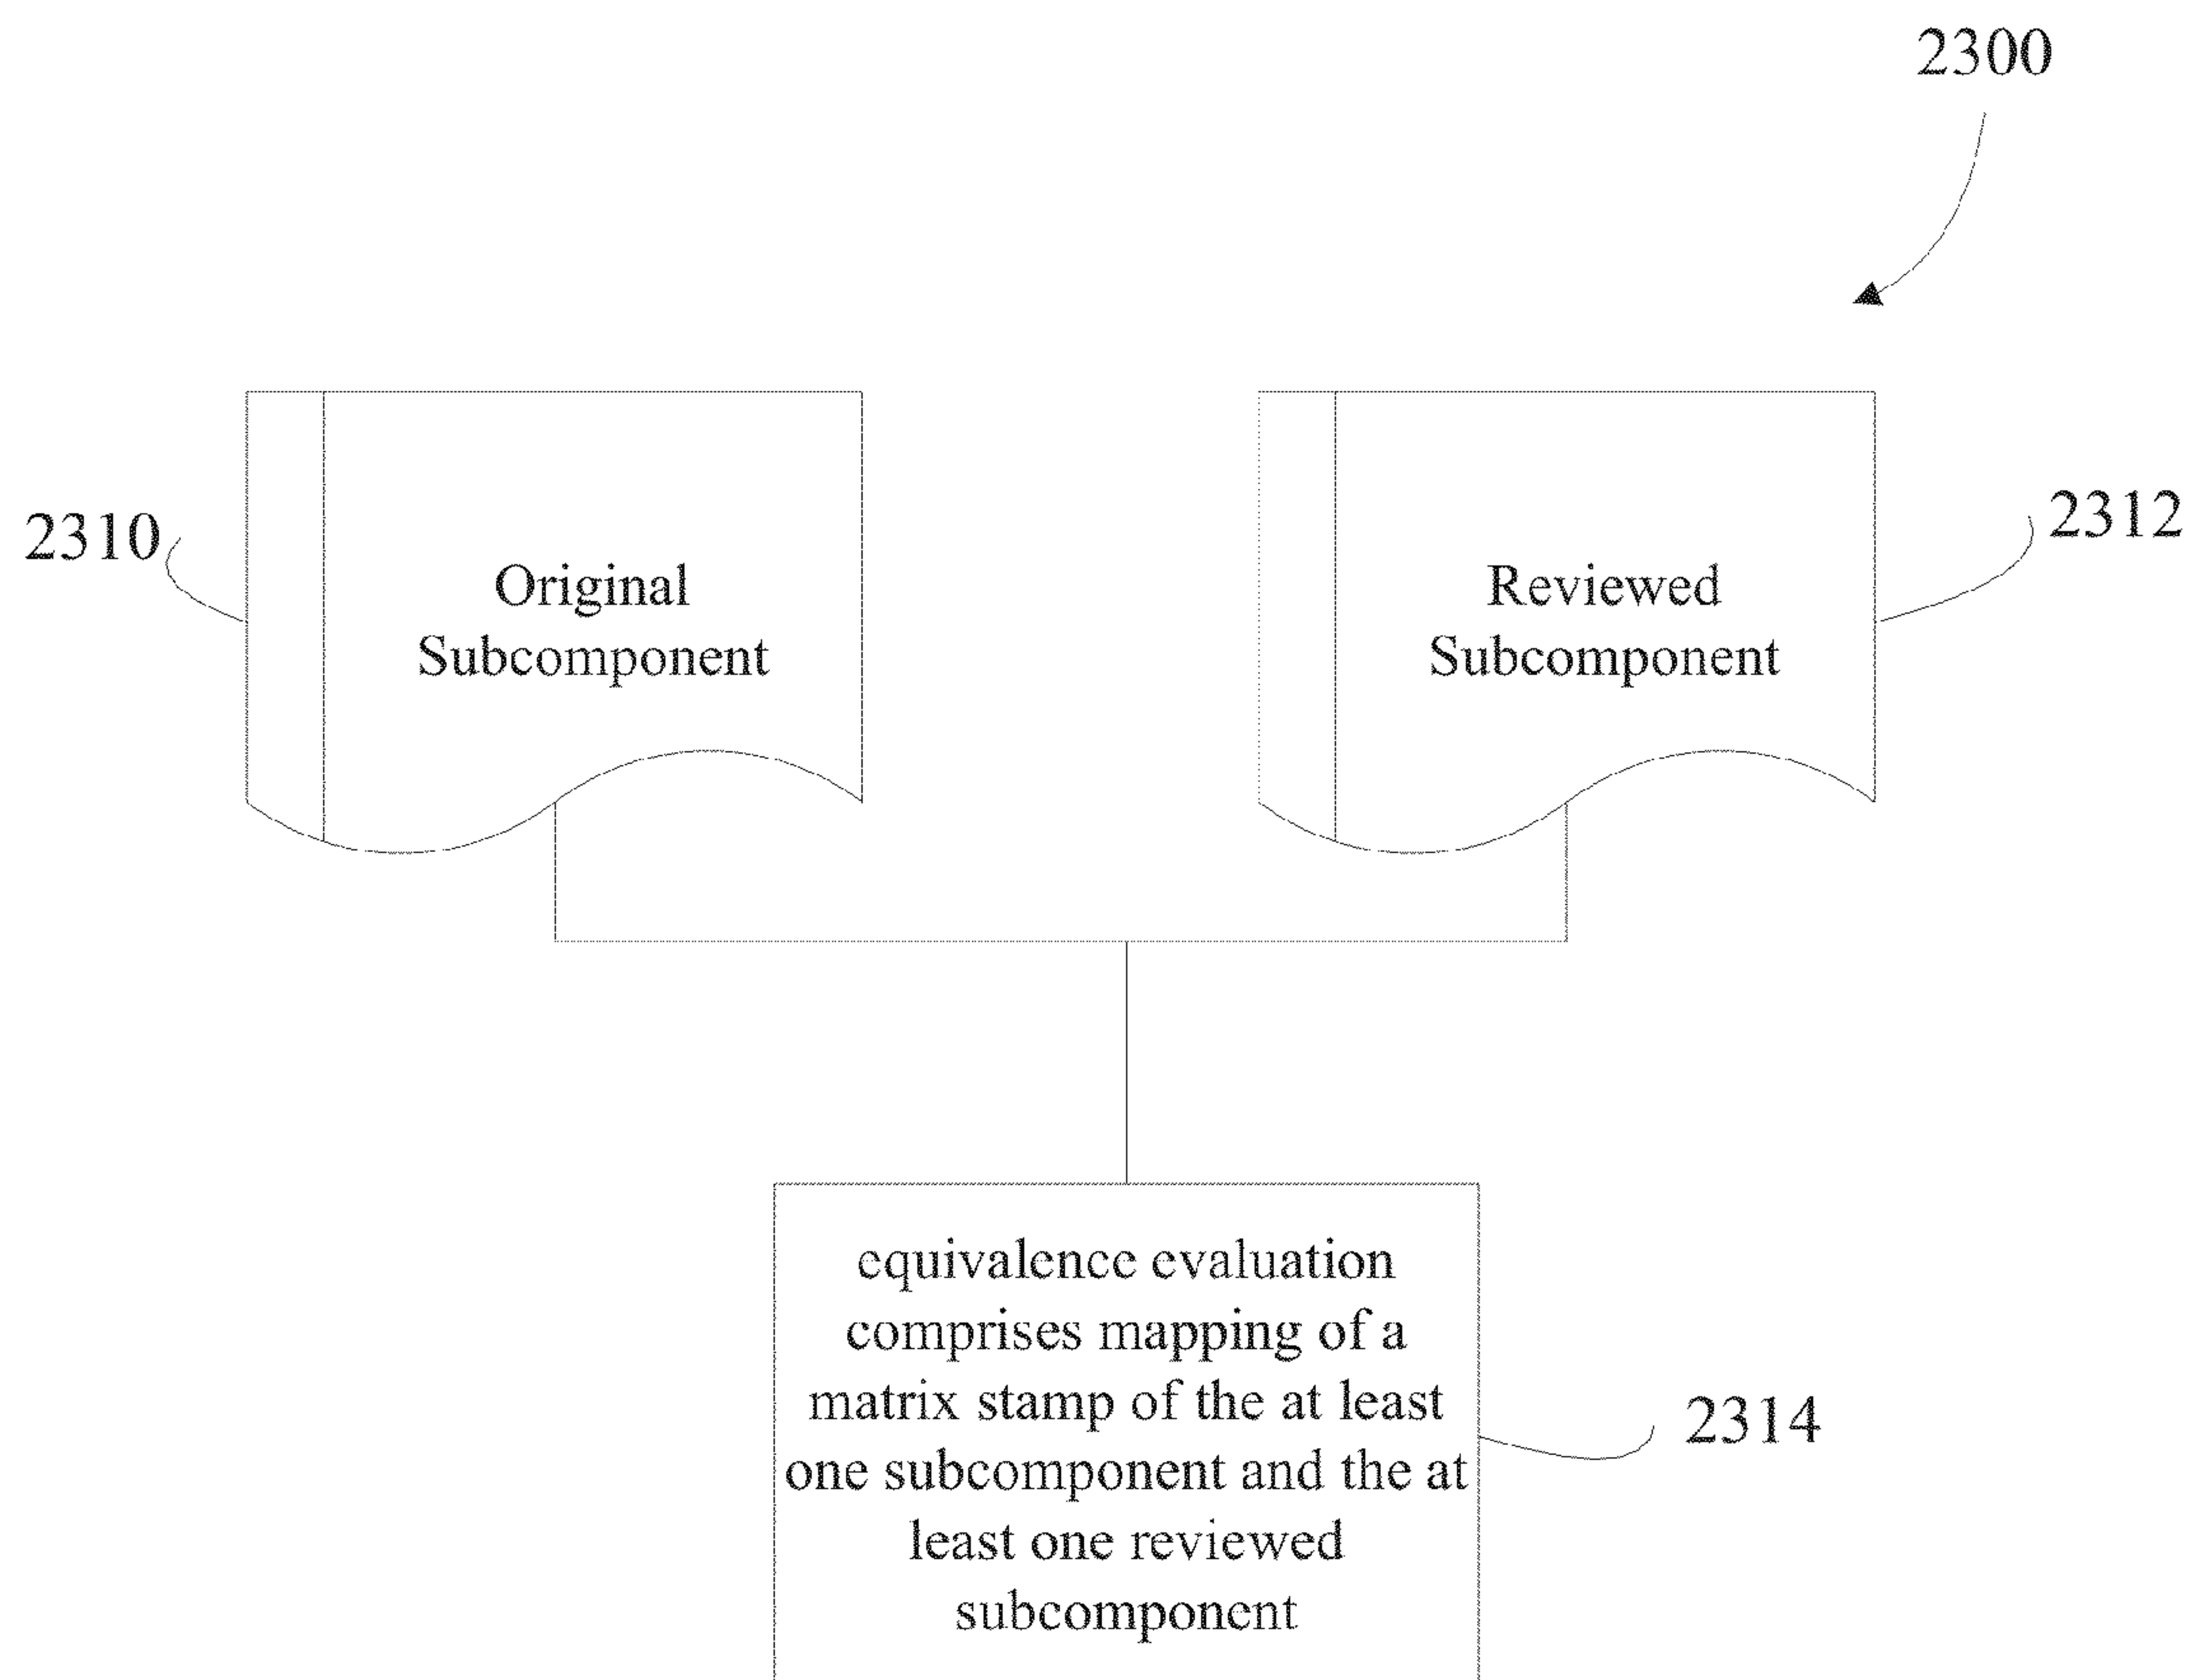 2300
2310
Original
Subcomponent
Reviewed
Subcomponent
2312
equivalence evaluation
comprises mapping of a
matrix stamp of the at least
one subcomponent and the at
least one reviewed
subcomponent
2314